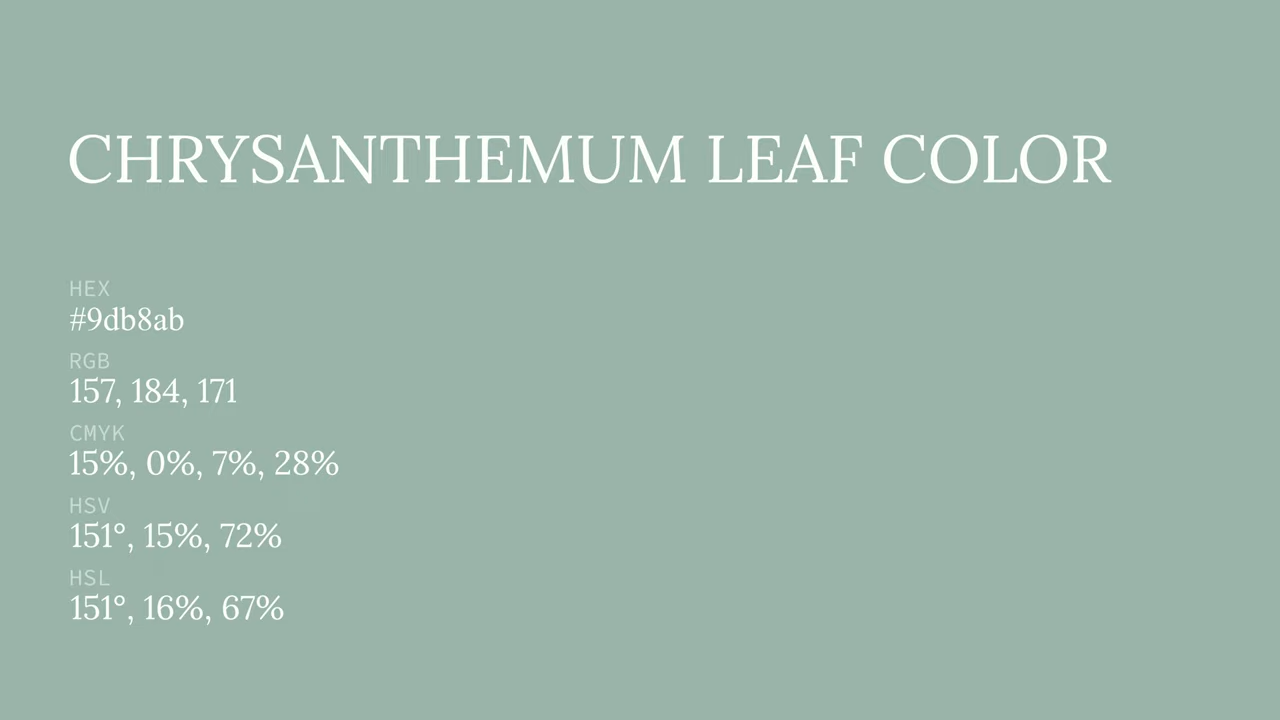 CHRYSANTHEMUM LEAF COLOR
HEX
#9db8ab
RGB
157, 184, 171
CMYK
15%, 0%, 7%, 28%
HSV
151°, 15%, 72%
HSL
151°, 16%, 67%